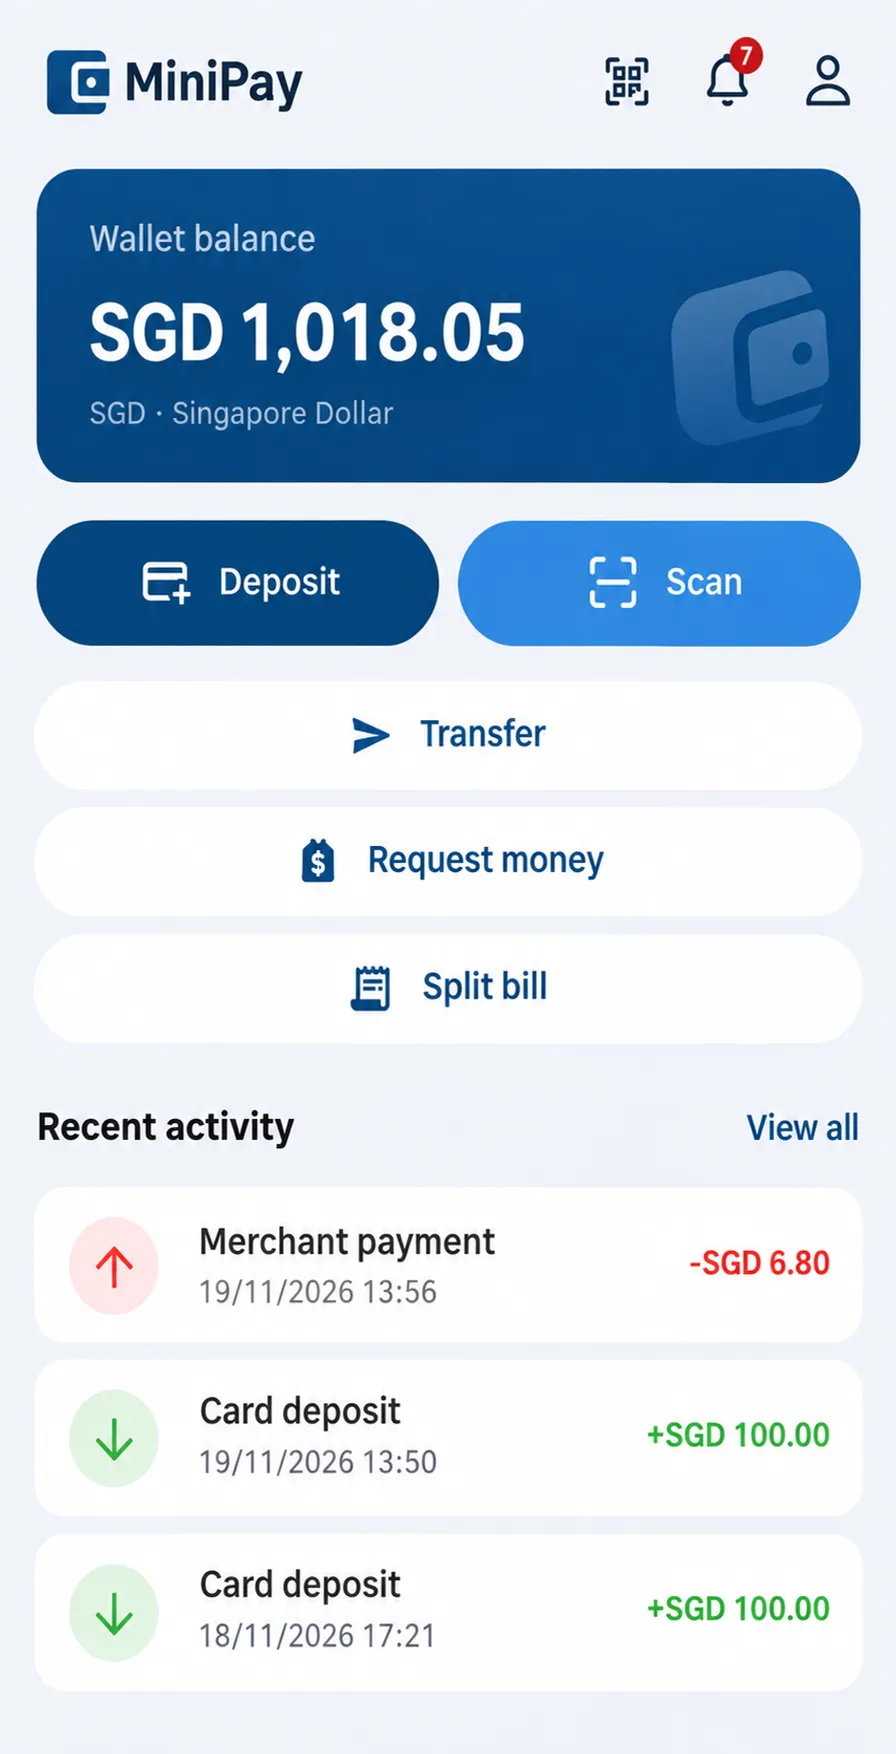 MiniPay
7
Wallet balance
SGD 1,018.05
SGD · Singapore Dollar
Deposit
Scan
Transfer
$
Request money
Split bill
Recent activity
View all
Merchant payment
19/11/2026 13:56
-SGD 6.80
Card deposit
19/11/2026 13:50
+SGD 100.00
Card deposit
18/11/2026 17:21
+SGD 100.00